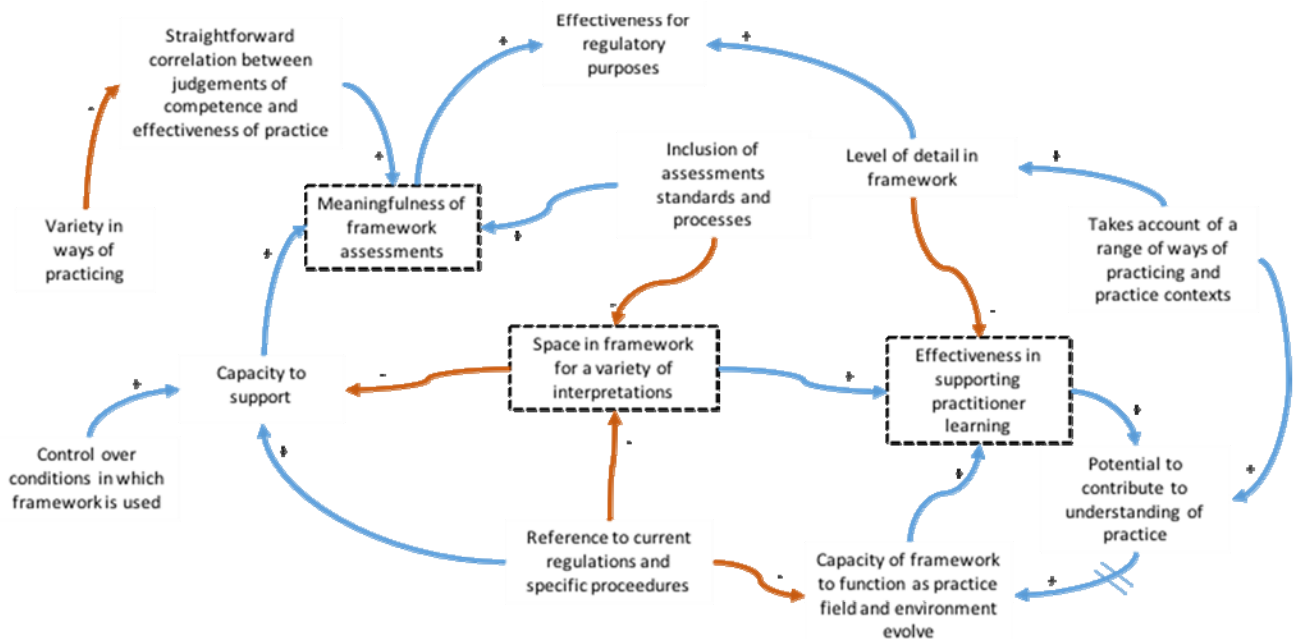 Straightforward
correlation between
judgements of
competence and
effectiveness of practice
Effectiveness for
regulatory
purposes
+
+
-
+
Inclusion of
assessments
standards and
processes
Level of detail in
framework
+
Meaningfulness of
framework
assessments
Variety in
ways of
practicing
+
+
Takes account of a
range of ways of
practicing and
practice contexts
-
-
Space in framework
for a variety of
interpretations
Effectiveness in
supporting
practitioner
learning
Capacity to
support
-
+
+
+
Control over
conditions in which
framework is used
+
-
+
+
Potential to
contribute to
understanding of
practice
Reference to current
regulations and
specific proceedures
-
Capacity of framework
to function as practice
field and environment
evolve
+